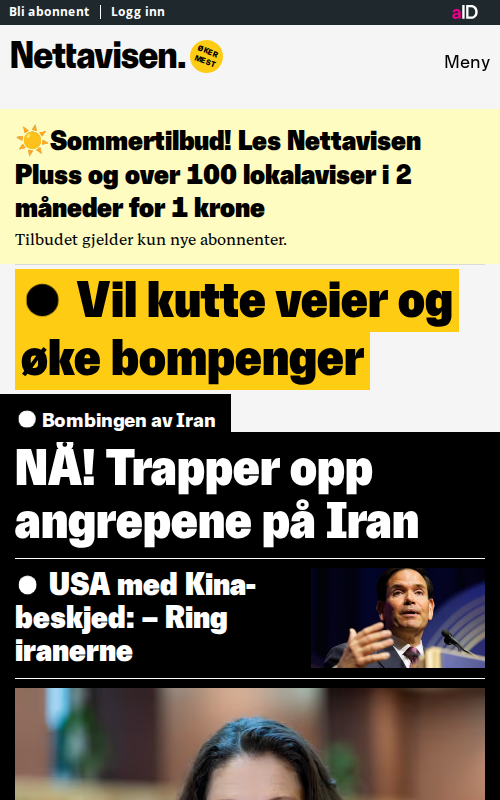 Bli abonnent
Logg inn
aID
Nettavisen.
ØKER
MEST
Meny
Sommertilbud! Les Nettavisen
Pluss og over 100 lokalaviser i 2
måneder for 1 krone
Tilbudet gjelder kun nye abonnenter.
Vil kutte veier og
øke bompenger
Bombingen av Iran
NÅ! Trapper opp
angrepene på Iran
USA med Kina-
beskjed: – Ring
iranerne